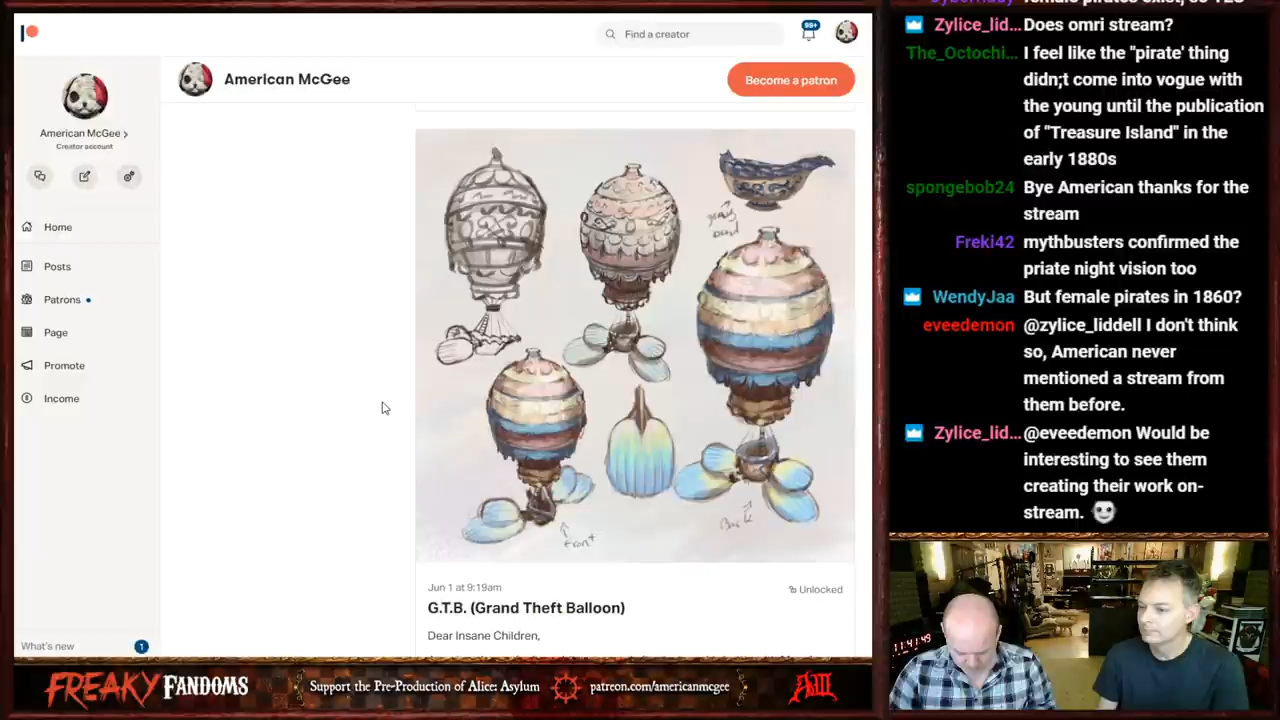 Find a creator
99+
American McGee
Become a patron
American McGee
Creator account
Home
Posts
Patrons
Page
Promote
Income
What's new
1
Front
Back
Jun 1 at 9:19am
Unlocked
G.T.B. (Grand Theft Balloon)
Dear Insane Children,
Zylice_lid... Does omri stream?
The_Octochi... I feel like the "pirate' thing
didn;t come into vogue with
the young until the publication
of "Treasure Island" in the
early 1880s
spongebob24 Bye American thanks for the
stream
Freki42 mythbusters confirmed the
priate night vision too
WendyJaa But female pirates in 1860?
eveedemon @zylice_liddell I don't think
so, American never
mentioned a stream from
them before.
Zylice_lid... @eveedemon Would be
interesting to see them
creating their work on-
stream.
11:41:49
FREAKY FANDOMS
Support the Pre-Production of Alice: Asylum
patreon.com/americanmcgee